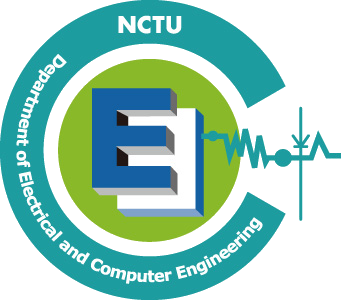 NCTU
Department of Electrical and Computer Engineering
E